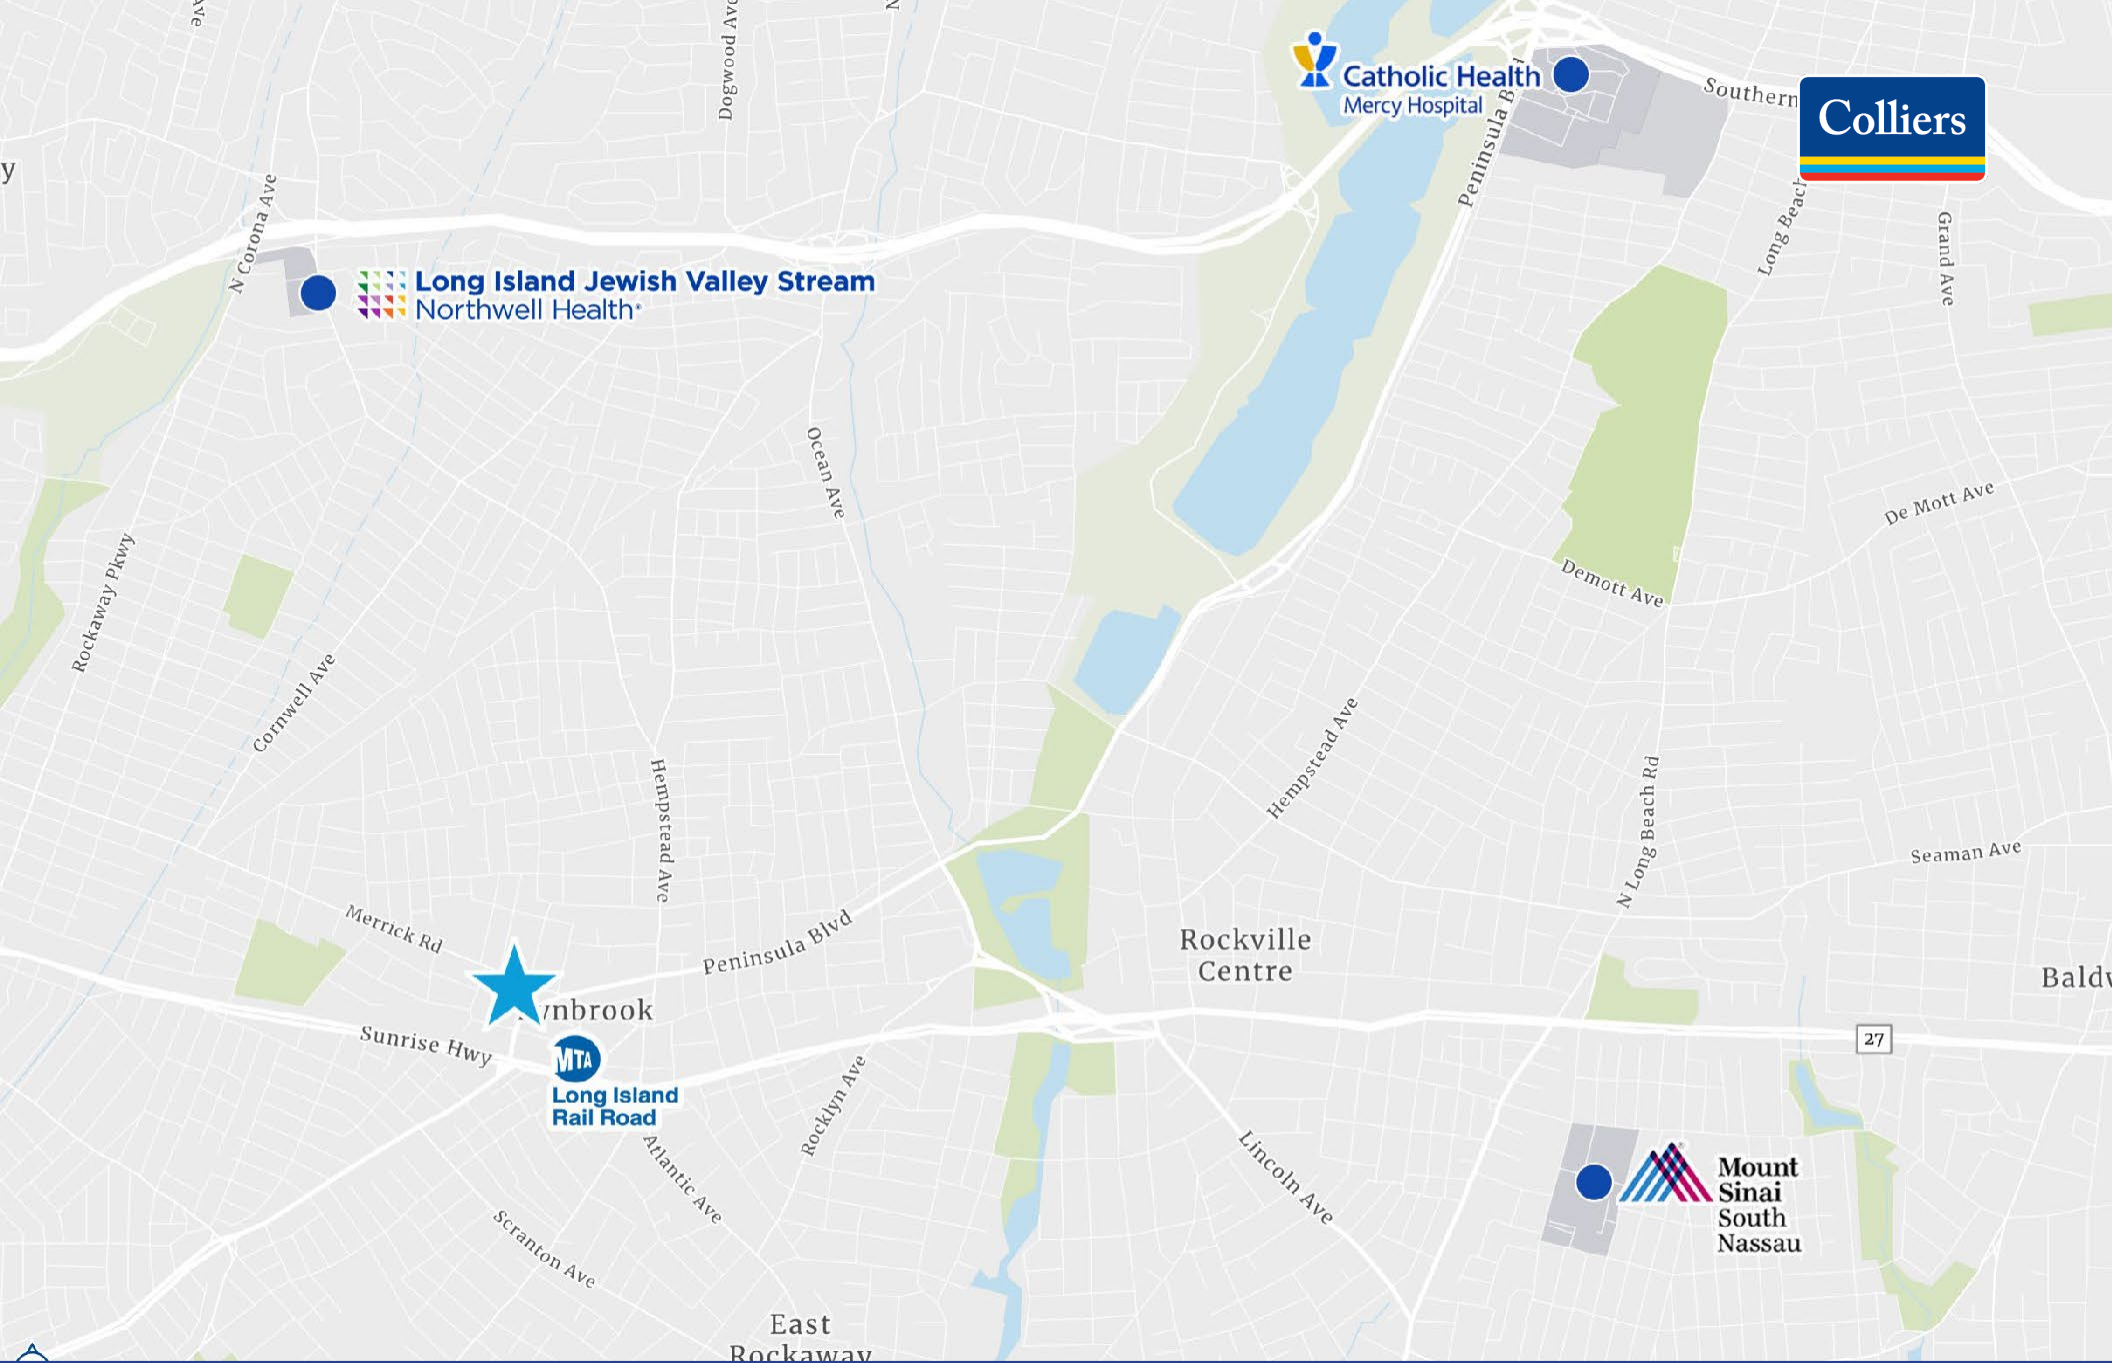 Dogwood Ave
Catholic Health
Mercy Hospital
Southern
Colliers
Peninsula B
Long Beach
Grand Ave
N Corona Ave
Long Island Jewish Valley Stream
Northwell Health
Ocean Ave
De Mott Ave
Demott Ave
Rockaway Pkwy
Cornwell Ave
Hempstead Ave
Hempstead Ave
N Long Beach Rd
Seaman Ave
Merrick Rd
Peninsula Blvd
Rockville
Centre
Baldw
ynbrook
Sunrise Hwy
27
MTA
Long Island
Rail Road
Rocklyn Ave
Atlantic Ave
Lincoln Ave
Scranton Ave
Mount
Sinai
South
Nassau
East
Rockaway